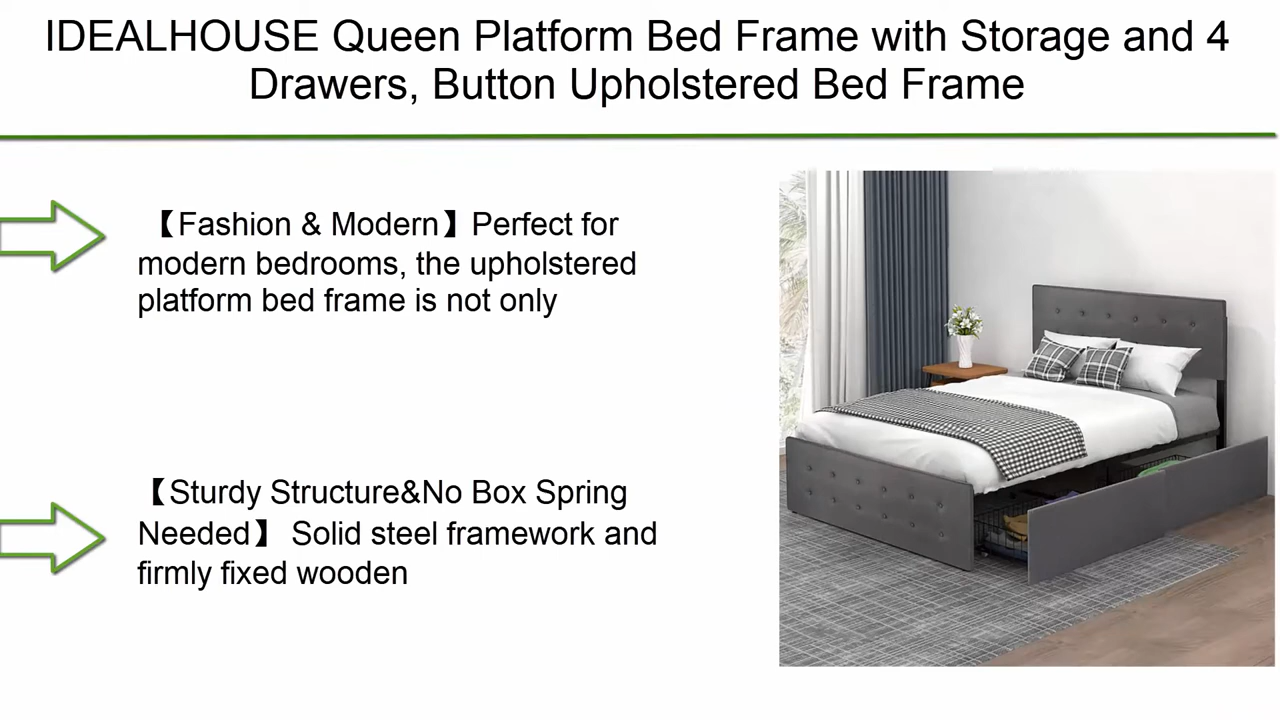 IDEALHOUSE Queen Platform Bed Frame with Storage and 4
Drawers, Button Upholstered Bed Frame
【Fashion & Modern】Perfect for
modern bedrooms, the upholstered
platform bed frame is not only
【Sturdy Structure&No Box Spring
Needed】 Solid steel framework and
firmly fixed wooden